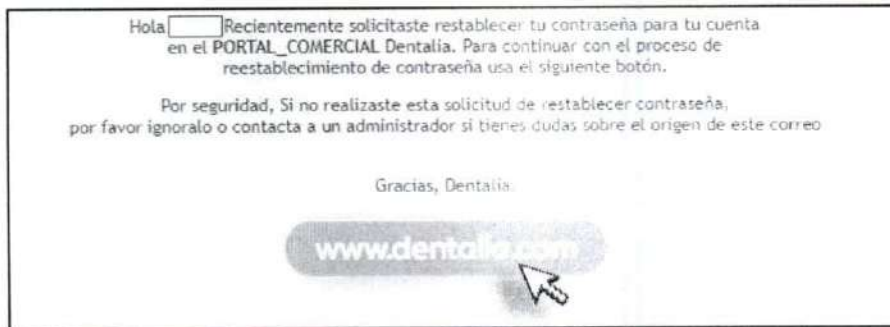 Hola Recientemente solicitaste restablecer tu contraseña para tu cuenta
en el PORTAL_COMERCIAL Dentalia. Para continuar con el proceso de
reestablecimiento de contraseña usa el siguiente botón.
Por seguridad, Si no realizaste esta solicitud de restablecer contraseña,
por favor ignoralo o contacta a un administrador si tienes dudas sobre el origen de este correo
Gracias, Dentalia.
www.dentalia.com